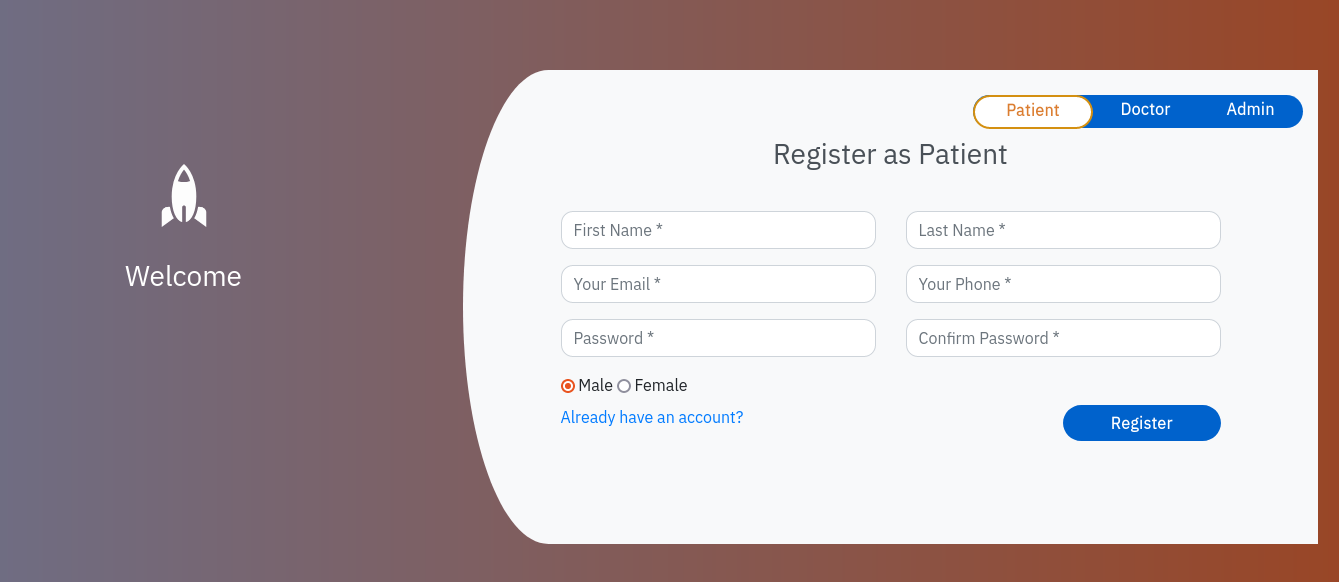 Patient Doctor Admin
Register as Patient
Welcome
First Name * Last Name *
Your Email * Your Phone *
Password * Confirm Password *
Male Female
Already have an account?
Register